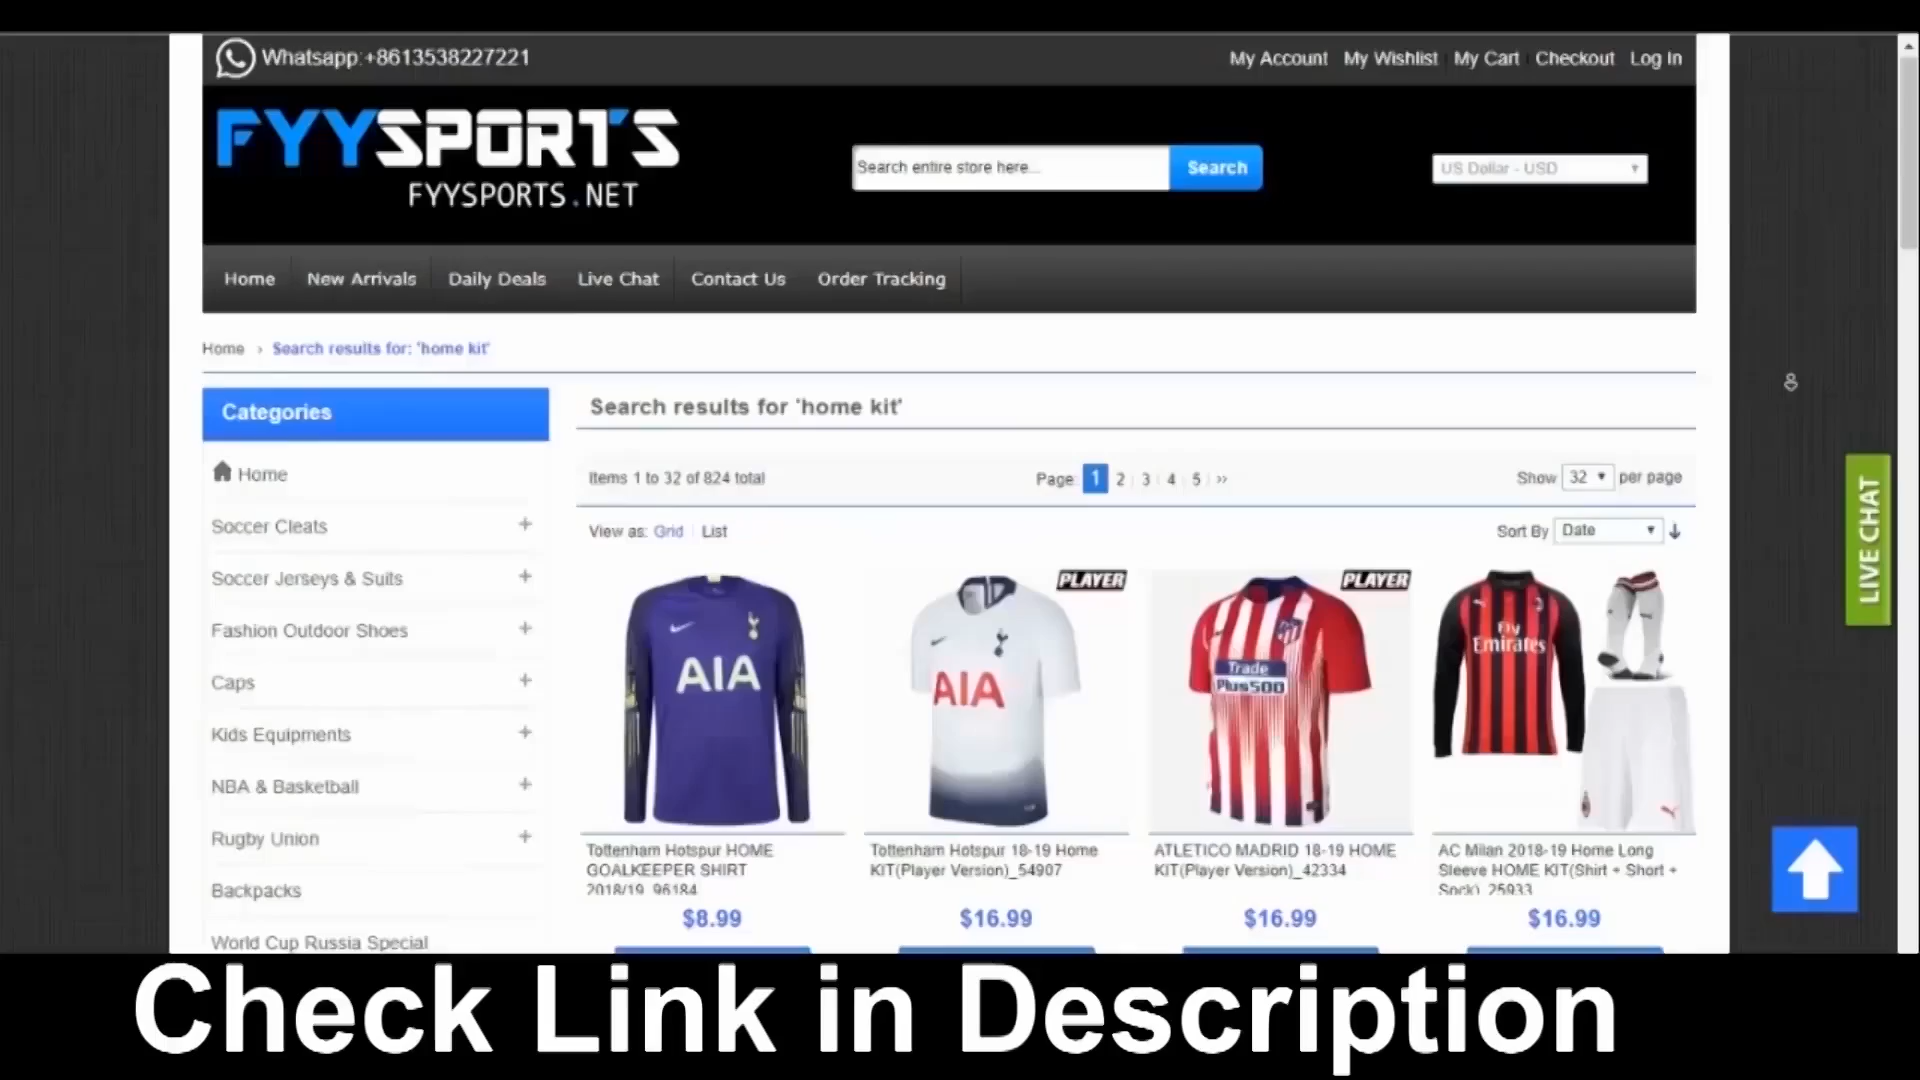 Whatsapp:+8613538227221
My Account My Wishlist My Cart Checkout Log In
FYYSPORTS
FYYSPORTS.NET
Search entire store here...
Search
US Dollar - USD
Home New Arrivals Daily Deals Live Chat Contact Us Order Tracking
Home › Search results for: 'home kit'
Categories
Home
Soccer Cleats +
Soccer Jerseys & Suits +
Fashion Outdoor Shoes +
Caps +
Kids Equipments +
NBA & Basketball +
Rugby Union +
Backpacks
World Cup Russia Special
Search results for 'home kit'
Items 1 to 32 of 824 total
Page: 1 2 3 4 5 ››
Show 32 per page
View as: Grid List
Sort By Date
AIA
PLAYER
AIA
PLAYER
Trade
Plus500
Fly
Emirates
Tottenham Hotspur HOME
GOALKEEPER SHIRT
2018/19_96184
$8.99
Tottenham Hotspur 18-19 Home
KIT(Player Version)_54907
$16.99
ATLETICO MADRID 18-19 HOME
KIT(Player Version)_42334
$16.99
AC Milan 2018-19 Home Long
Sleeve HOME KIT(Shirt + Short +
Sock)_25933
$16.99
LIVE CHAT
Check Link in Description